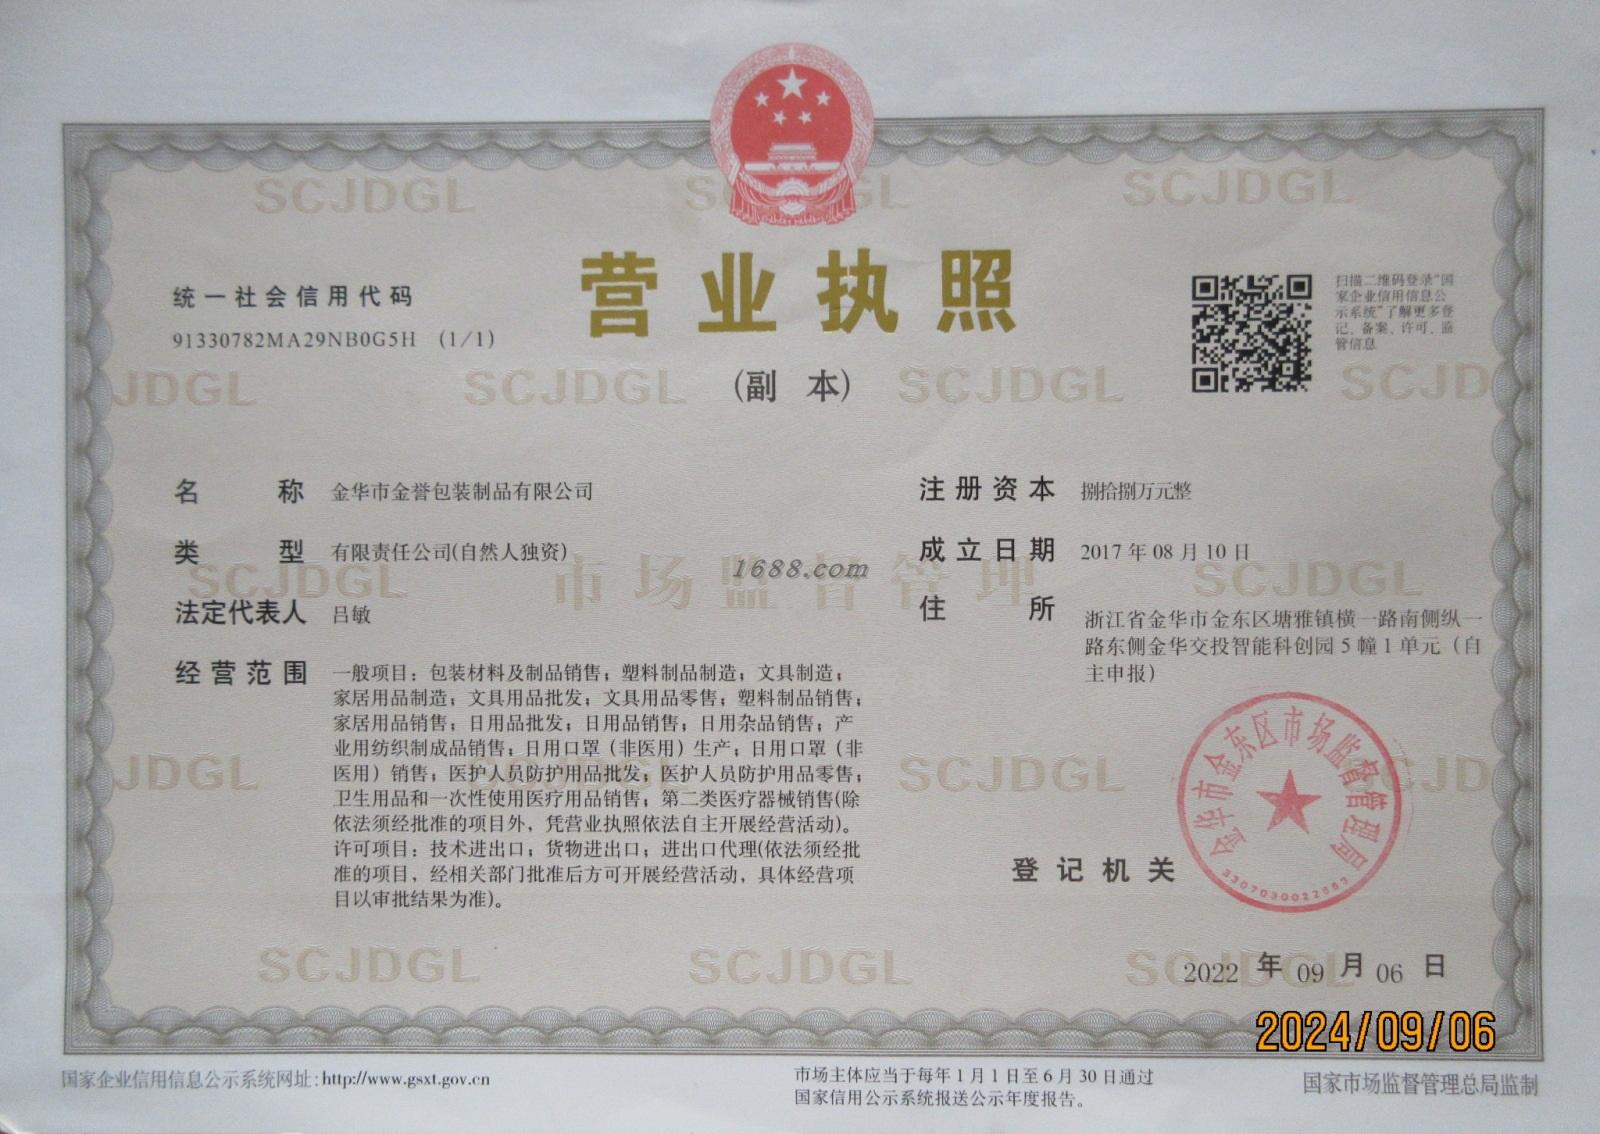 SCJDGL SCJDGL SCJDGL
营业执照
(副 本)
统一社会信用代码
91330782MA29NB0G5H (1/1)
扫描二维码登录"国
家企业信用信息公
示系统"了解更多登
记、备案、许可、监
管信息
JDGL SCJDGL SCJDGL SCJD
名 称 金华市金誉包装制品有限公司
类 型 有限责任公司(自然人独资)
法定代表人 吕敏
经营范围 一般项目：包装材料及制品销售；塑料制品制造；文具制造；
家居用品制造；文具用品批发；文具用品零售；塑料制品销售；
家居用品销售；日用品批发；日用品销售；日用杂品销售；产
业用纺织制成品销售；日用口罩（非医用）生产；日用口罩（非
医用）销售；医护人员防护用品批发；医护人员防护用品零售；
卫生用品和一次性使用医疗用品销售；第二类医疗器械销售(除
依法须经批准的项目外，凭营业执照依法自主开展经营活动)。
许可项目：技术进出口；货物进出口；进出口代理(依法须经批
准的项目，经相关部门批准后方可开展经营活动，具体经营项
目以审批结果为准)。
注册资本 捌拾捌万元整
成立日期 2017 年 08 月 10 日
住 所 浙江省金华市金东区塘雅镇横一路南侧纵一
路东侧金华交投智能科创园 5 幢 1 单元（自
主申报）
SCJDGL 市场监督管理 SCJDGL
1688.com
JDGL SCJDGL SCJD
登记机关
金华市金东区市场监督管理局
2022 年 09 月 06 日
SCJDGL SCJDGL SCJDGL
2024/09/06
国家企业信用信息公示系统网址：http://www.gsxt.gov.cn
市场主体应当于每年 1 月 1 日至 6 月 30 日通过
国家信用公示系统报送公示年度报告。
国家市场监督管理总局监制